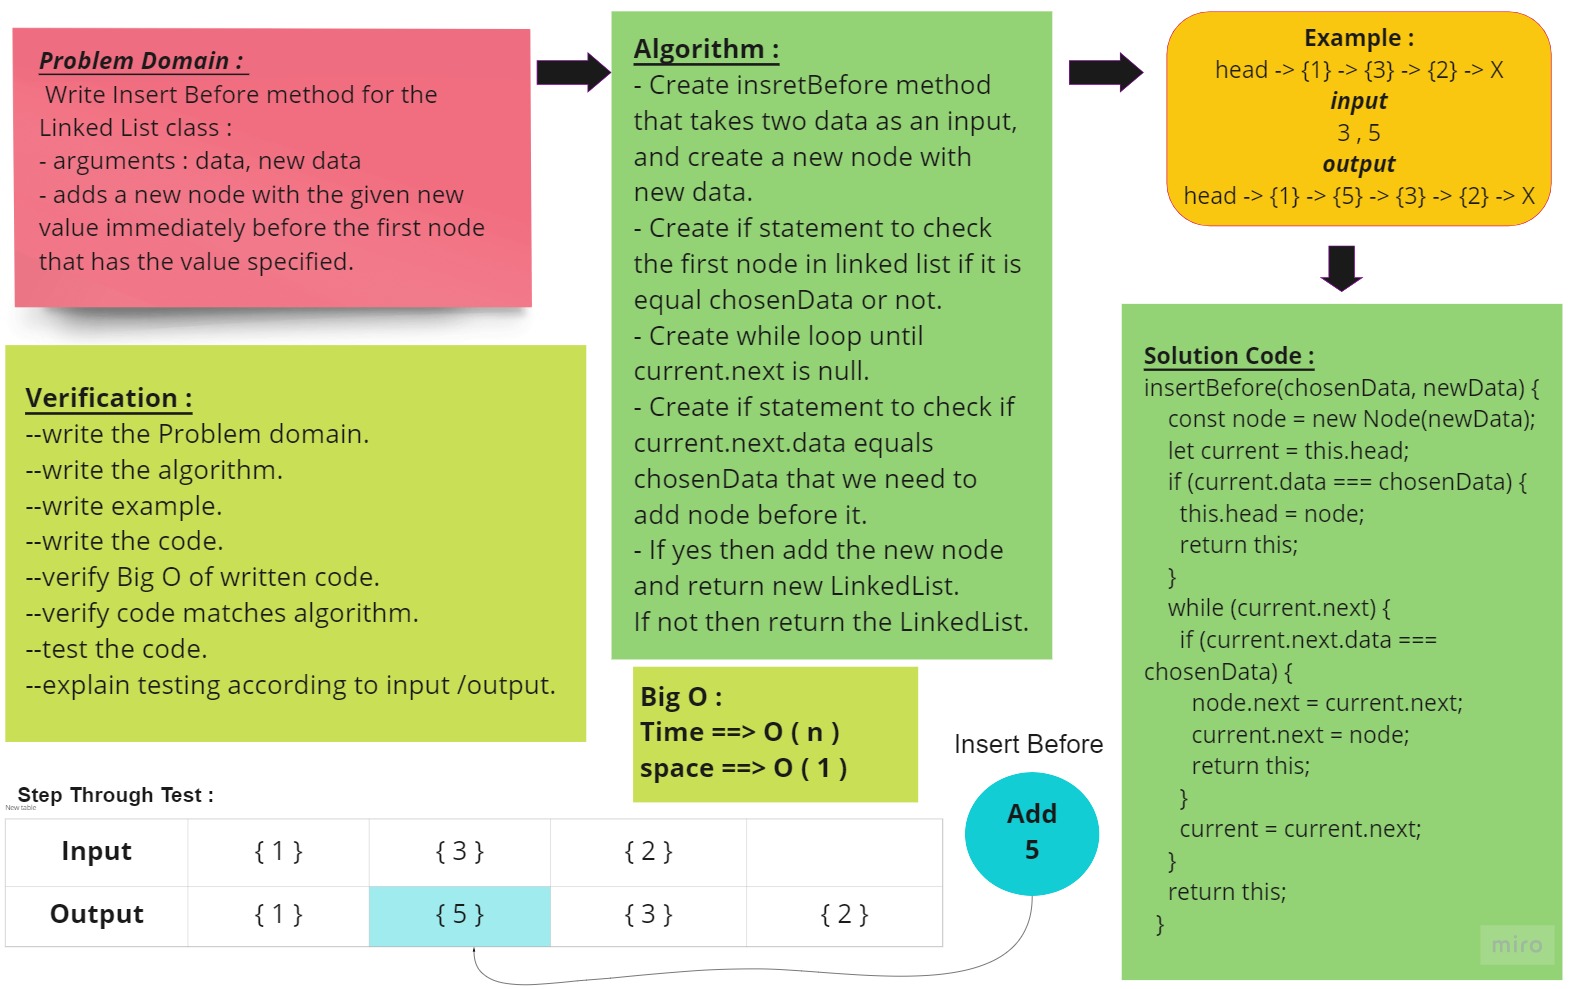 Problem Domain :
Write Insert Before method for the
Linked List class :
- arguments : data, new data
- adds a new node with the given new
value immediately before the first node
that has the value specified.
Algorithm :
- Create insretBefore method
that takes two data as an input,
and create a new node with
new data.
- Create if statement to check
the first node in linked list if it is
equal chosenData or not.
- Create while loop until
current.next is null.
- Create if statement to check if
current.next.data equals
chosenData that we need to
add node before it.
- If yes then add the new node
and return new LinkedList.
If not then return the LinkedList.
Example :
head -> {1} -> {3} -> {2} -> X
input
3 , 5
output
head -> {1} -> {5} -> {3} -> {2} -> X
Verification :
--write the Problem domain.
--write the algorithm.
--write example.
--write the code.
--verify Big O of written code.
--verify code matches algorithm.
--test the code.
--explain testing according to input /output.
Big O :
Time ==> O ( n )
space ==> O ( 1 )
Solution Code :
insertBefore(chosenData, newData) {
const node = new Node(newData);
let current = this.head;
if (current.data === chosenData) {
this.head = node;
return this;
}
while (current.next) {
if (current.next.data ===
chosenData) {
node.next = current.next;
current.next = node;
return this;
}
current = current.next;
}
return this;
}
Insert Before
Add
5
Step Through Test :
New table
Input { 1 } { 3 } { 2 }
Output { 1 } { 5 } { 3 } { 2 }
miro